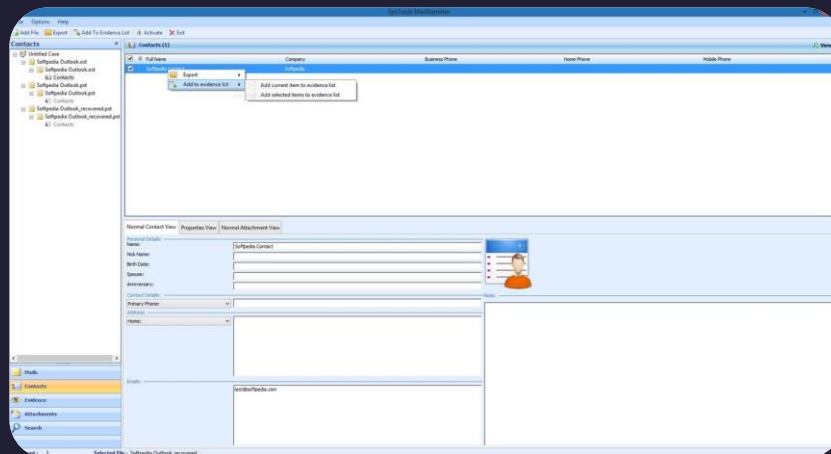 SysTools MailXaminer
Options Help
Add File Export Add To Evidence List Activate Exit
Contacts
Contacts (1)
View
Untitled Case
Softpedia Outlook.ost
Softpedia Outlook.ost
Contacts
Softpedia Outlook.pst
Softpedia Outlook.pst
Contacts
Softpedia Outlook_recovered.pst
Softpedia Outlook_recovered.pst
Contacts
Full Name Company Business Phone Home Phone Mobile Phone
Softpedia Contact Softpedia
Export
Add to evidence list
Add current item to evidence list
Add selected items to evidence list
Normal Contact View Properties View Normal Attachment View
Personal Details
Name: Softpedia Contact
Nick Name:
Birth Date:
Spouse:
Anniversary:
Contact Details
Primary Phone:
Address
Home:
Note:
Emails
test@softpedia.com
Mails
Contacts
Evidence
Attachments
Search
Selected File: Softpedia Outlook_recovered